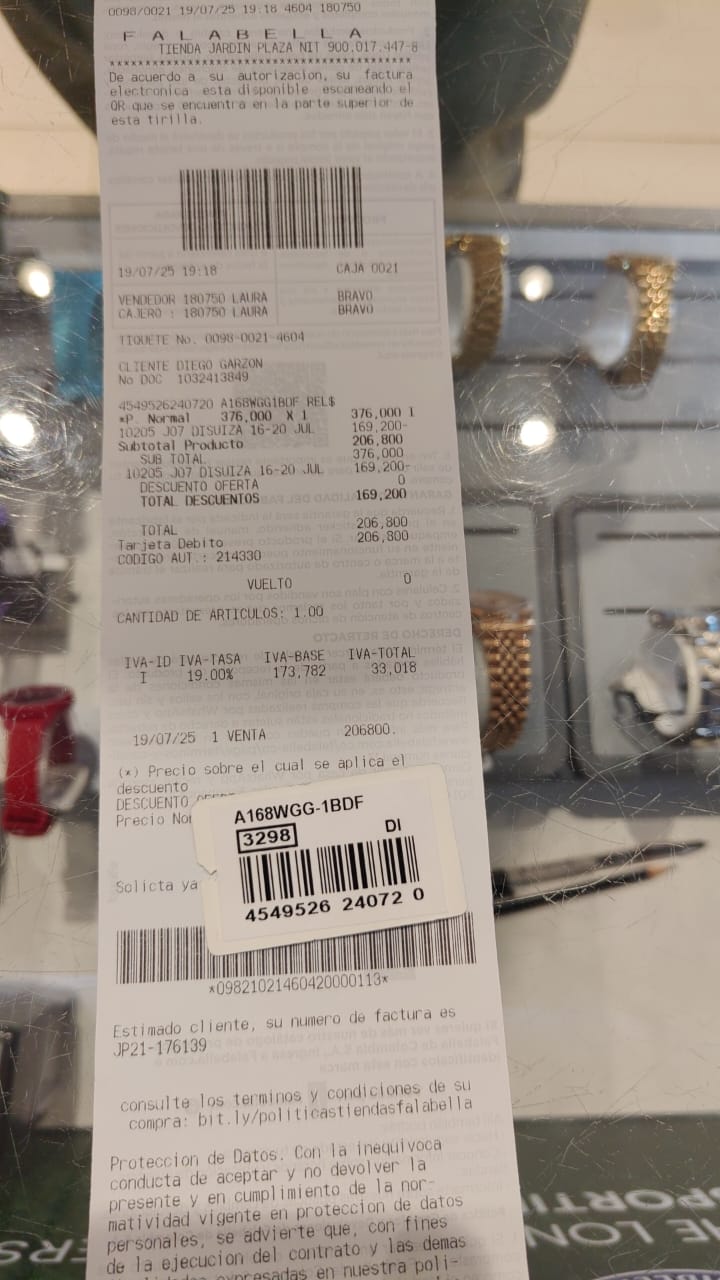 0098/0021 19/07/25 19:18 4604 180750
F A L A B E L L A
TIENDA JARDIN PLAZA NIT 900.017.447-8
De acuerdo a su autorizacion, su factura
electronica esta disponible escaneando el
QR que se encuentra en la parte superior de
esta tirilla.
19/07/25 19:18 CAJA 0021
VENDEDOR 180750 LAURA BRAVO
CAJERO : 180750 LAURA BRAVO
TIQUETE No. 0098-0021-4604
CLIENTE DIEGO GARZON
No DOC 1032413849
4549526240720 A168WGG1BDF REL$
*P. Normal 376,000 X 1 376,000 I
10205 J07 DISUIZA 16-20 JUL 169,200-
Subtotal Producto 206,800
SUB TOTAL 376,000
10205 J07 DISUIZA 16-20 JUL 169,200-
DESCUENTO OFERTA 0
TOTAL DESCUENTOS 169,200
TOTAL 206,800
Tarjeta Debito 206,800
CODIGO AUT.: 214330
VUELTO 0
CANTIDAD DE ARTICULOS: 1.00
IVA-ID IVA-TASA IVA-BASE IVA-TOTAL
I 19.00% 173,782 33,018
19/07/25 1 VENTA 206800.
(*) Precio sobre el cual se aplica el
descuento
DESCUENTO
Precio
A168WGG-1BDF
3298 DI
4549526 24072 0
Solicta ya
*09821021460420000113*
Estimado cliente, su numero de factura es
JP21-176139
consulte los terminos y condiciones de su
compra: bit.ly/politicastiendasfalabella
Proteccion de Datos. Con la inequivoca
conducta de aceptar y no devolver la
presente y en cumplimiento de la nor-
matividad vigente en proteccion de datos
personales, se advierte que, con fines
de la ejecucion del contrato y las demas
expresadas en nuestra poli-